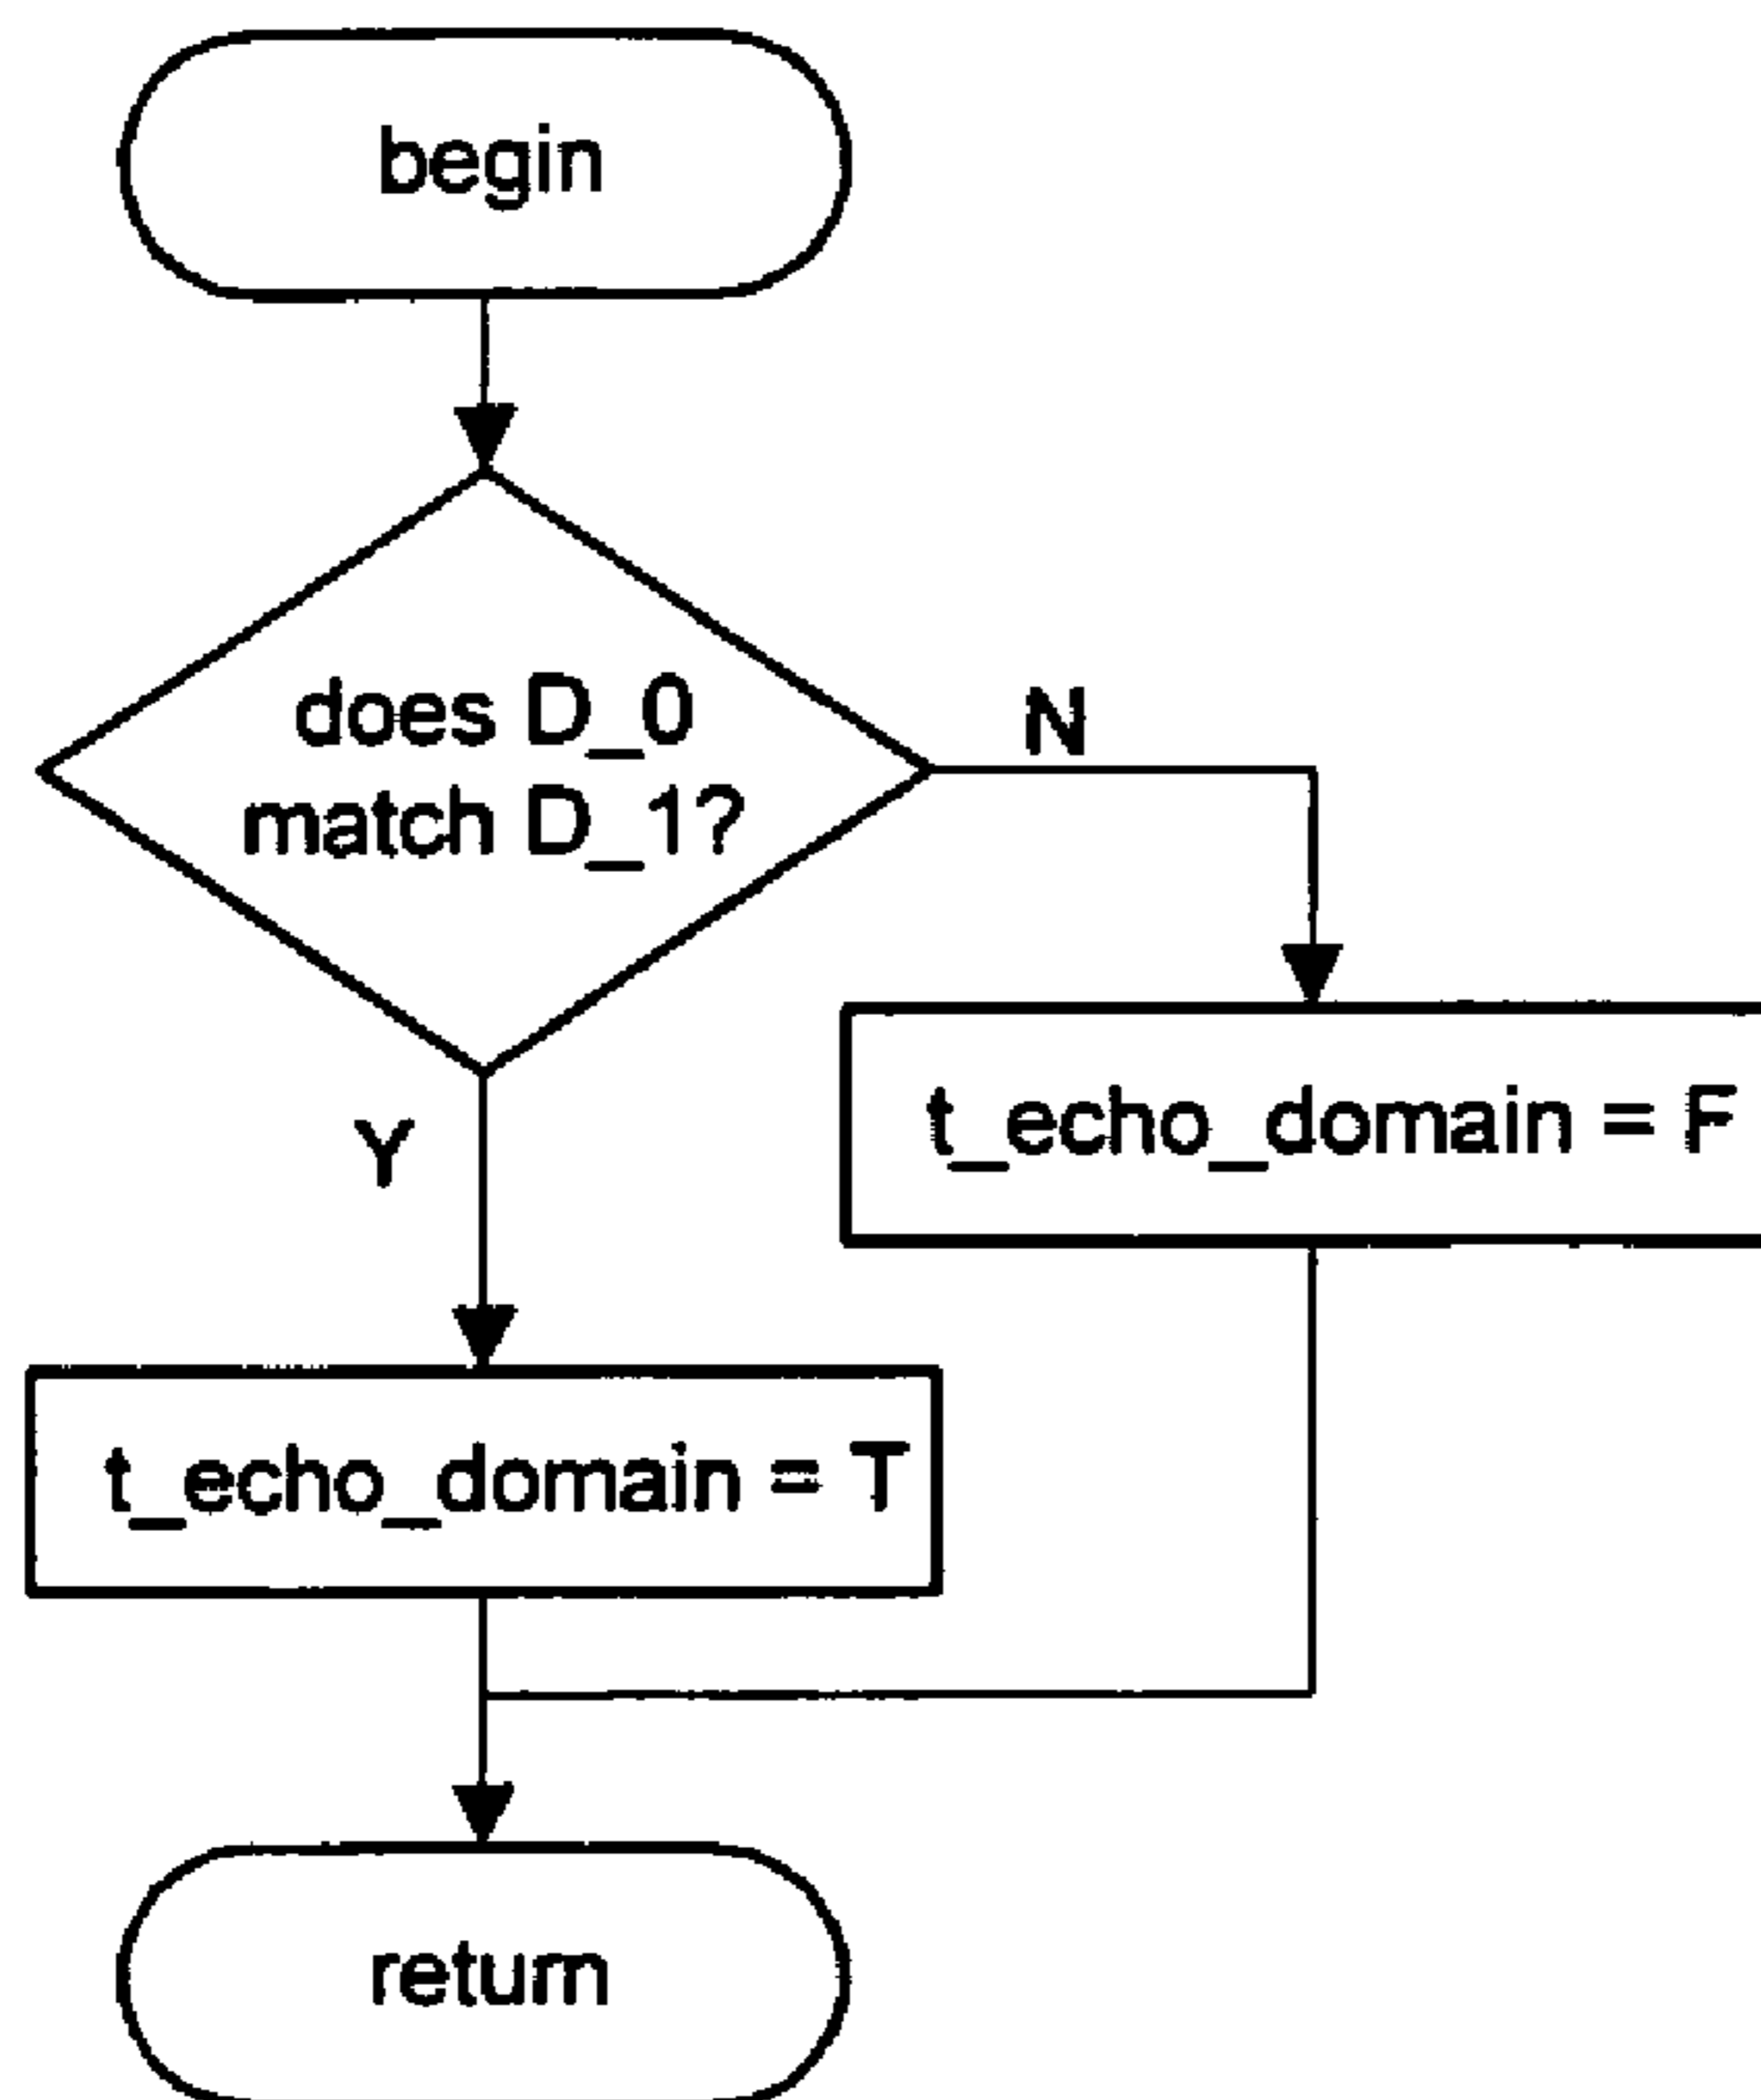 begin
does D_0
match D_1?
N
t_echo_domain = F
Y
t_echo_domain = T
return